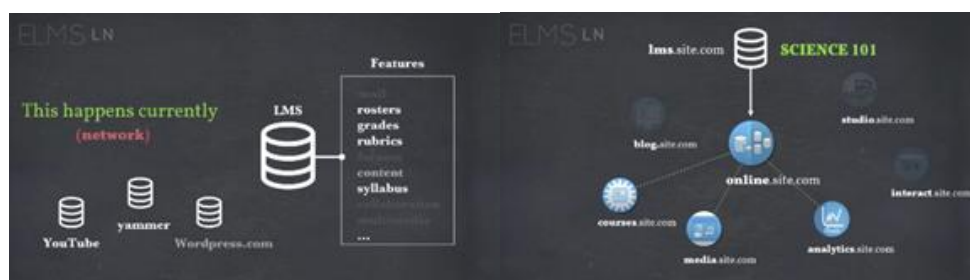 ELMS LN
Features
mail
rosters
grades
rubrics
content
syllabus
collaboration
...
This happens currently
(network)
LMS
YouTube
yammer
Wordpress.com
ELMS LN
lms.site.com
SCIENCE 101
studio.site.com
blog.site.com
online.site.com
interact.site.com
courses.site.com
media.site.com
analytics.site.com